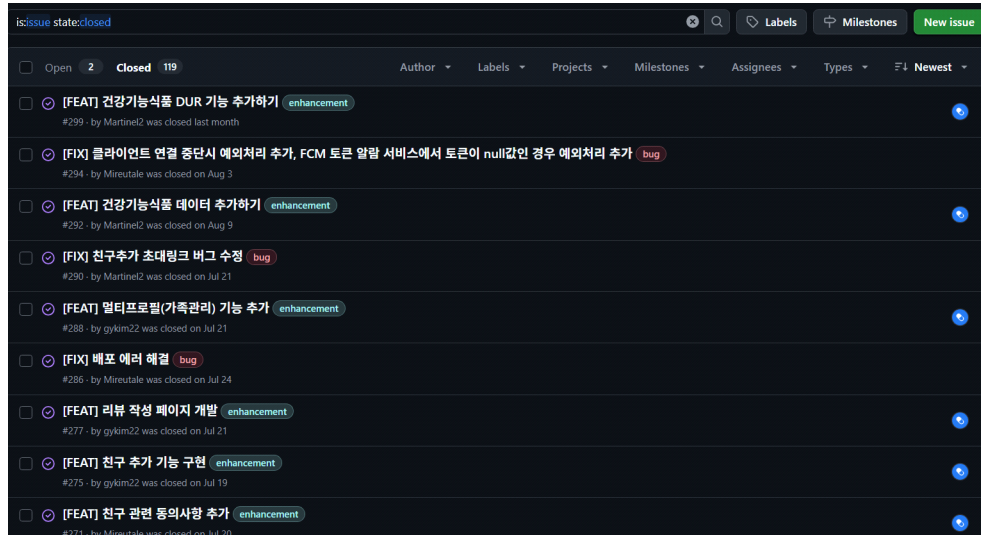 is:issue state:closed
Labels
Milestones
New issue
Open 2 Closed 119 Author Labels Projects Milestones Assignees Types Newest
[FEAT] 건강기능식품 DUR 기능 추가하기 enhancement
#299 · by Martinel2 was closed last month
[FIX] 클라이언트 연결 중단시 예외처리 추가, FCM 토큰 알람 서비스에서 토큰이 null값인 경우 예외처리 추가 bug
#294 · by Mireutale was closed on Aug 3
[FEAT] 건강기능식품 데이터 추가하기 enhancement
#292 · by Martinel2 was closed on Aug 9
[FIX] 친구추가 초대링크 버그 수정 bug
#290 · by Martinel2 was closed on Jul 21
[FEAT] 멀티프로필(가족관리) 기능 추가 enhancement
#288 · by gykim22 was closed on Jul 21
[FIX] 배포 에러 해결 bug
#286 · by Mireutale was closed on Jul 24
[FEAT] 리뷰 작성 페이지 개발 enhancement
#277 · by gykim22 was closed on Jul 21
[FEAT] 친구 추가 기능 구현 enhancement
#275 · by gykim22 was closed on Jul 19
[FEAT] 친구 관련 동의사항 추가 enhancement
#271 · by Mireutale was closed on Jul 20